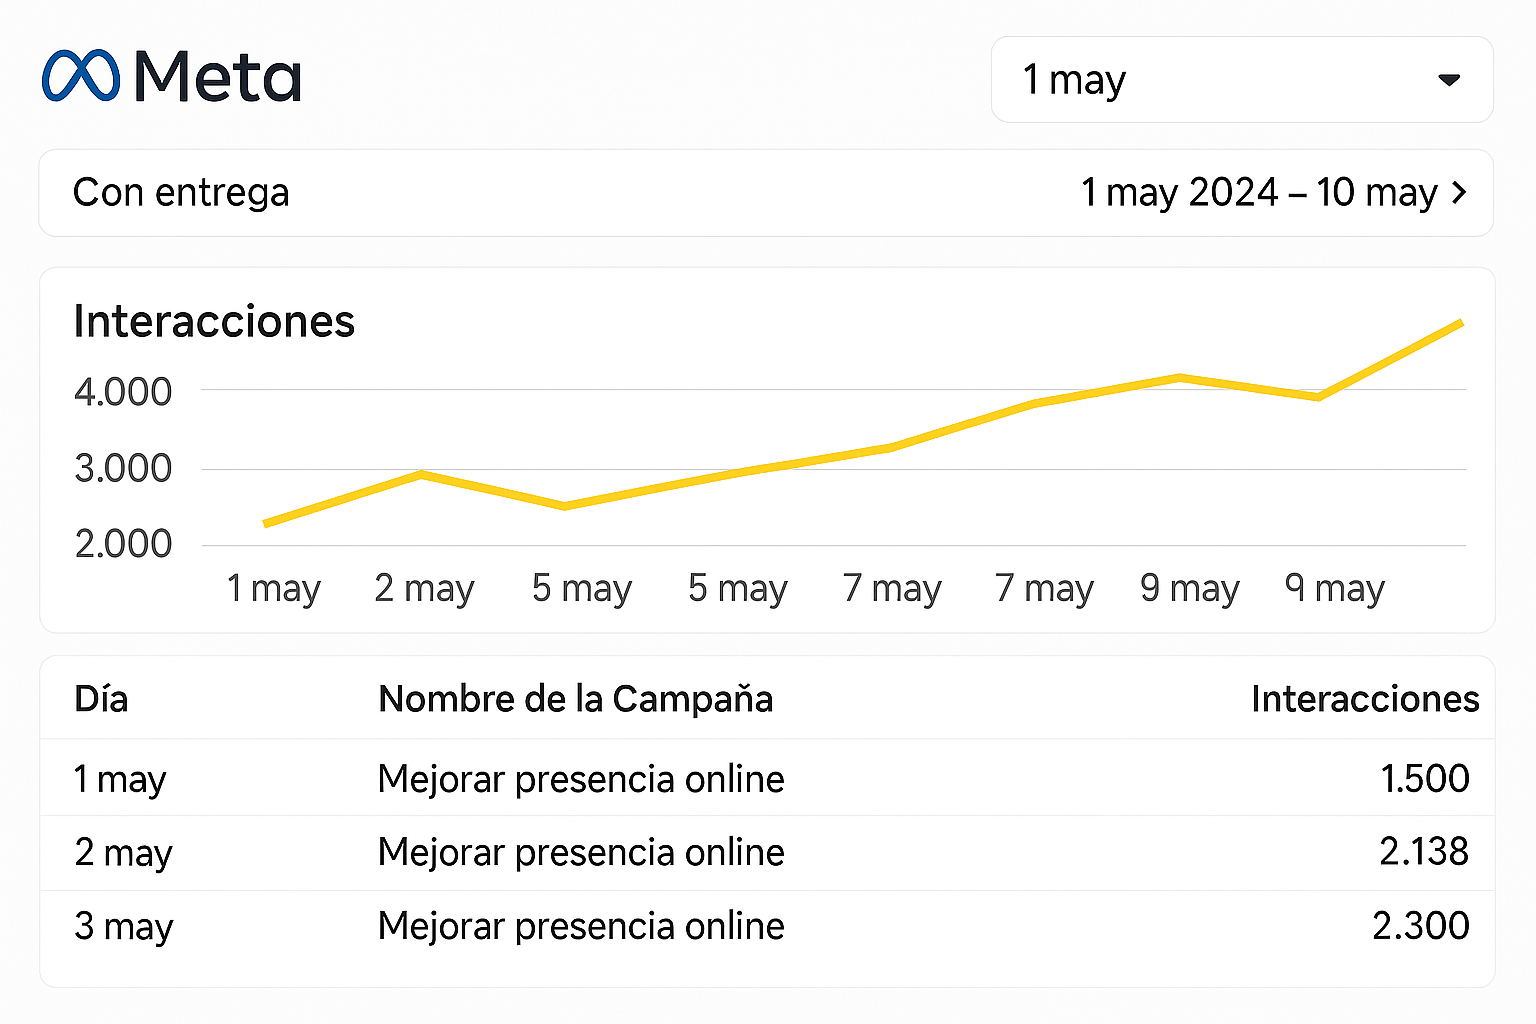 Meta
1 may
Con entrega
1 may 2024 – 10 may >
Interacciones
4.000
3.000
2.000
1 may 2 may 5 may 5 may 7 may 7 may 9 may 9 may
Día Nombre de la Campaña Interacciones
1 may Mejorar presencia online 1.500
2 may Mejorar presencia online 2.138
3 may Mejorar presencia online 2.300